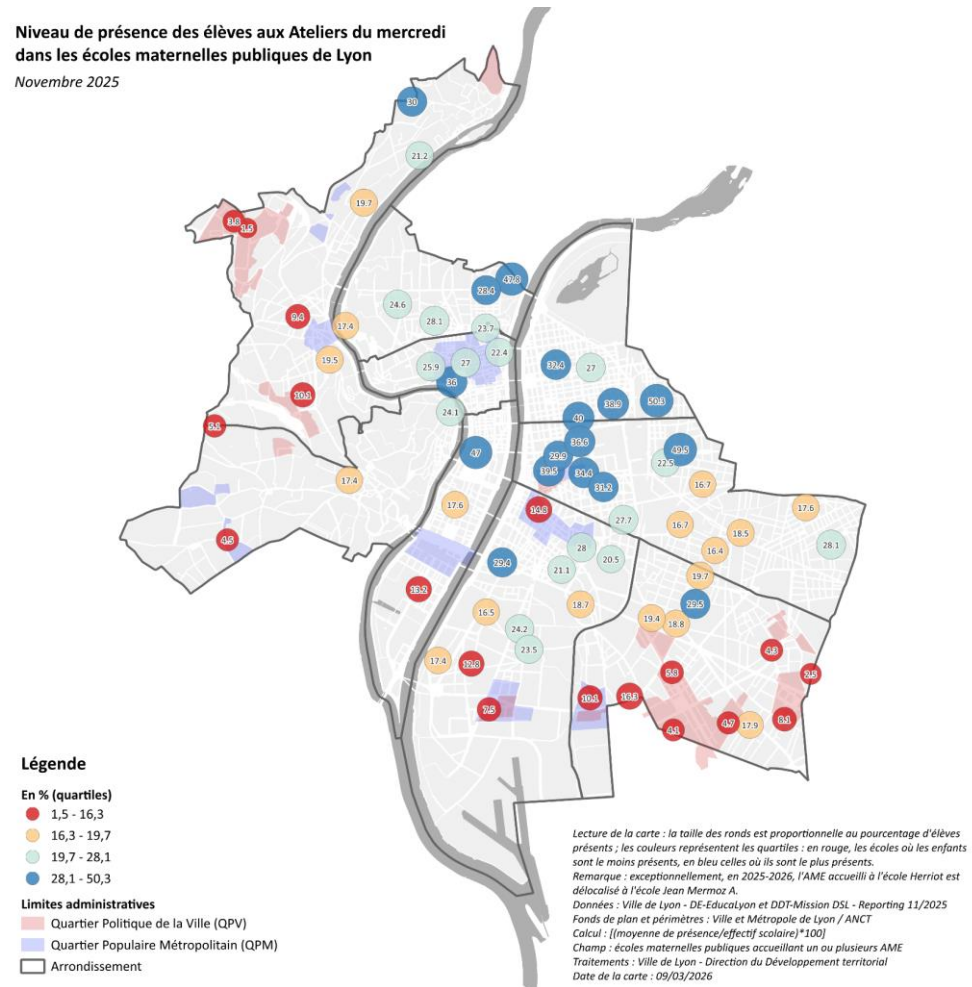 Niveau de présence des élèves aux Ateliers du mercredi
dans les écoles maternelles publiques de Lyon
Novembre 2025
30
21.2
19.7
3.8
1.5
47.8
28.4
24.6
9.4
28.1
17.4
23.7
22.4
19.5
27
25.9
32.4
27
36
10.1
50.3
38.9
24.1
40
5.1
36.6
49.5
47
29.9
22.5
39.5
34.4
17.4
31.2
16.7
17.6
14.8
17.6
27.7
16.7
18.5
4.5
28
28.1
16.4
20.5
29.4
21.1
19.7
13.2
29.5
18.7
16.5
19.4
18.8
24.2
23.5
4.3
17.4
12.8
5.8
2.5
10.1
16.3
7.5
8.1
4.7
17.9
4.1
Légende
En % (quartiles)
1,5 - 16,3
16,3 - 19,7
19,7 - 28,1
28,1 - 50,3
Limites administratives
Quartier Politique de la Ville (QPV)
Quartier Populaire Métropolitain (QPM)
Arrondissement
Lecture de la carte : la taille des ronds est proportionnelle au pourcentage d'élèves
présents ; les couleurs représentent les quartiles : en rouge, les écoles où les enfants
sont le moins présents, en bleu celles où ils sont le plus présents.
Remarque : exceptionnellement, en 2025-2026, l'AME accueilli à l'école Herriot est
délocalisé à l'école Jean Mermoz A.
Données : Ville de Lyon - DE-EducaLyon et DDT-Mission DSL - Reporting 11/2025
Fonds de plan et périmètres : Ville et Métropole de Lyon / ANCT
Calcul : [(moyenne de présence/effectif scolaire)*100]
Champ : écoles maternelles publiques accueillant un ou plusieurs AME
Traitements : Ville de Lyon - Direction du Développement territorial
Date de la carte : 09/03/2026